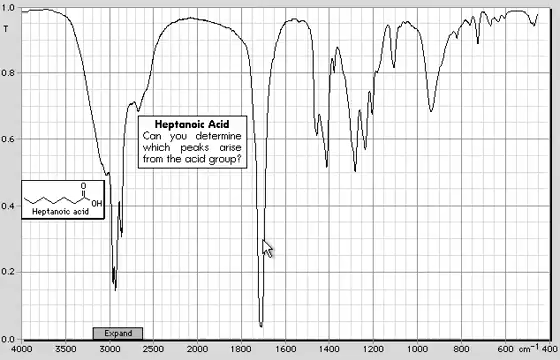 1.0
T
0.8
0.6
0.4
0.2
0.0
Heptanoic Acid
Can you determine
which peaks arise
from the acid group?
O
OH
Heptanoic acid
Expand
4000 3500 3000 2500 2000 1800 1600 1400 1200 1000 800 600 cm-1 400